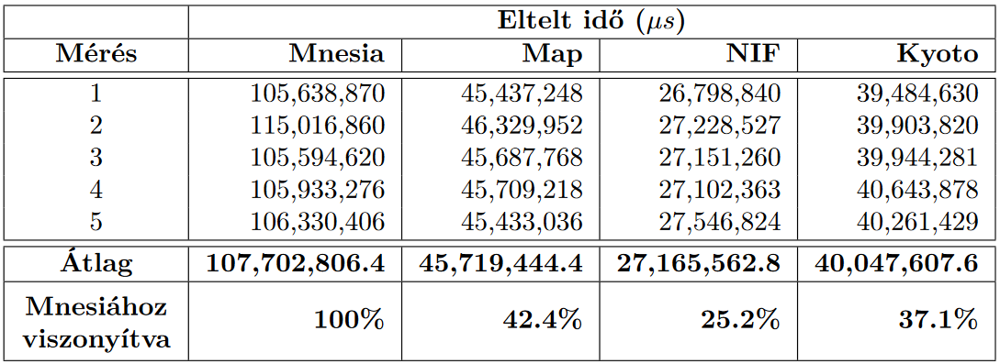 Eltelt idő (μs)
Mérés Mnesia Map NIF Kyoto
1 105,638,870 45,437,248 26,798,840 39,484,630
2 115,016,860 46,329,952 27,228,527 39,903,820
3 105,594,620 45,687,768 27,151,260 39,944,281
4 105,933,276 45,709,218 27,102,363 40,643,878
5 106,330,406 45,433,036 27,546,824 40,261,429
Átlag 107,702,806.4 45,719,444.4 27,165,562.8 40,047,607.6
Mnesiához
viszonyítva 100% 42.4% 25.2% 37.1%